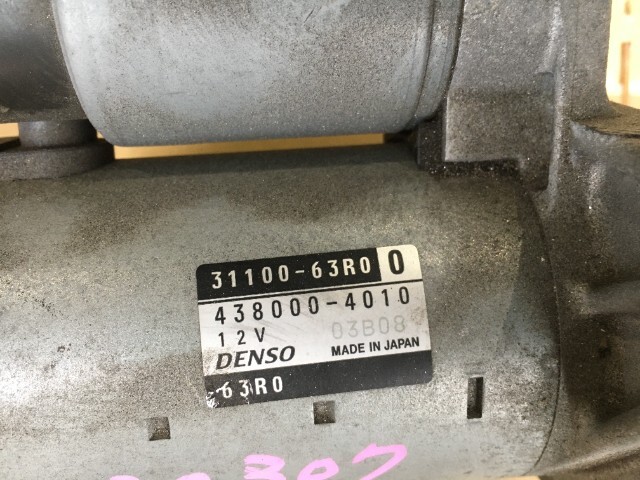 31100-63R0 0
438000-4010
12V 03B08
DENSO MADE IN JAPAN
63R0